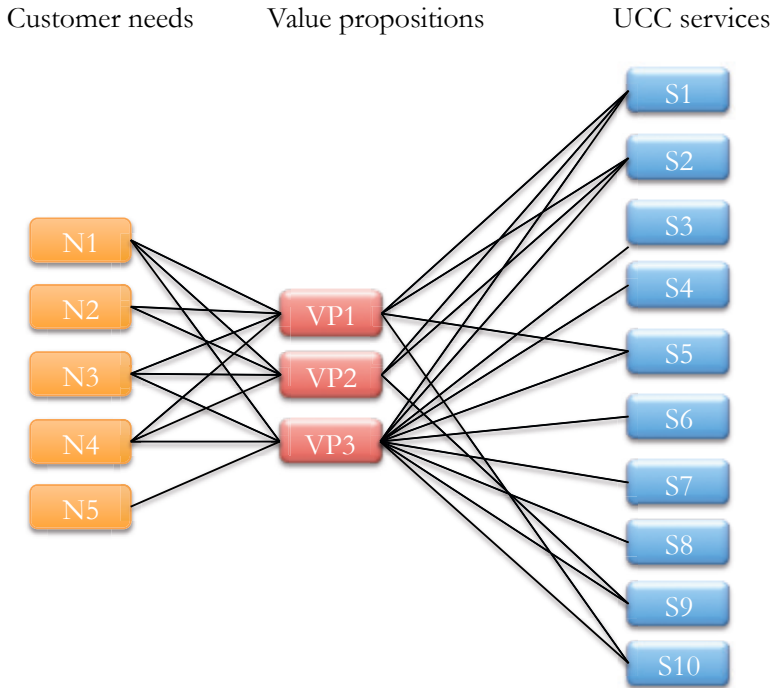 Customer needs Value propositions UCC services
S1
S2
S3
S4
S5
S6
S7
S8
S9
S10
N1
N2
N3
N4
N5
VP1
VP2
VP3